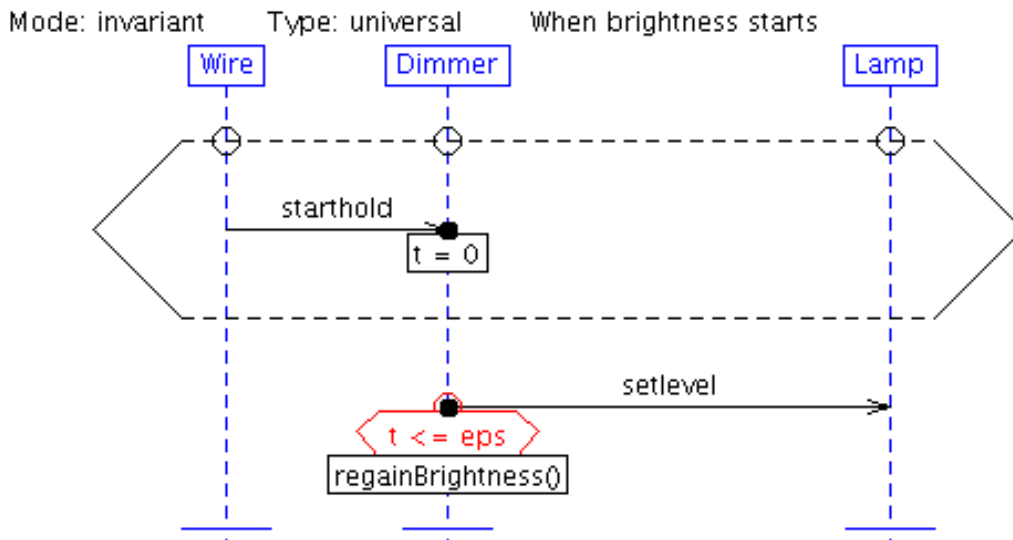 Mode: invariant Type: universal When brightness starts
Wire Dimmer Lamp
starthold
t = 0
setlevel
t <= eps
regainBrightness()